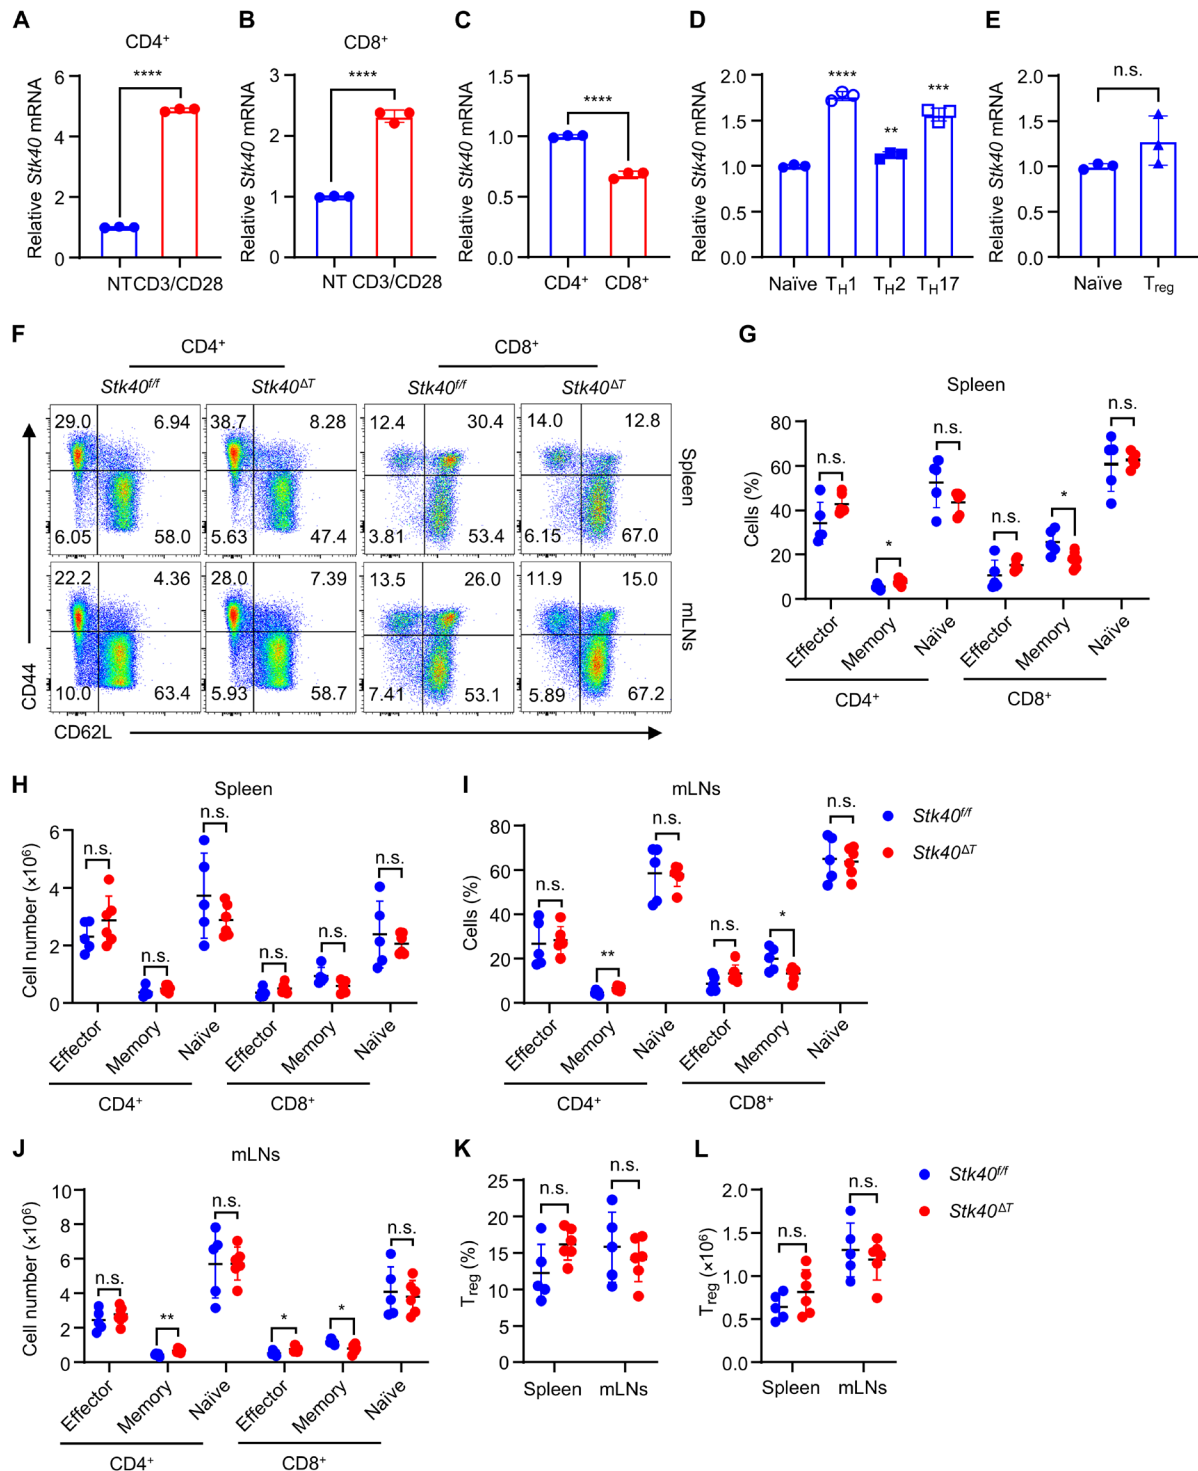 A
CD4⁺
Relative Stk40 mRNA
6
4
2
0
****
NT CD3/CD28
B
CD8⁺
Relative Stk40 mRNA
3
2
1
0
****
NT CD3/CD28
C
Relative Stk40 mRNA
1.5
1.0
0.5
0.0
****
CD4⁺ CD8⁺
D
Relative Stk40 mRNA
2.0
1.5
1.0
0.5
0.0
**** ** ***
Naïve TH1 TH2 TH17
E
Relative Stk40 mRNA
2.0
1.5
1.0
0.5
0.0
n.s.
Naïve Treg
F
CD4⁺ CD8⁺
Stk40f/f Stk40ΔT Stk40f/f Stk40ΔT
29.0 6.94 38.7 8.28 12.4 30.4 14.0 12.8
Spleen
6.05 58.0 5.63 47.4 3.81 53.4 6.15 67.0
22.2 4.36 28.0 7.39 13.5 26.0 11.9 15.0
mLNs
10.0 63.4 5.93 58.7 7.41 53.1 5.89 67.2
CD44
CD62L
G
Spleen
Cells (%)
80
60
40
20
0
n.s. * n.s. n.s. * n.s.
Effector Memory Naïve Effector Memory Naïve
CD4⁺ CD8⁺
H
Spleen
Cell number (×10⁶)
6
4
2
0
n.s. n.s. n.s. n.s. n.s. n.s.
Effector Memory Naïve Effector Memory Naïve
CD4⁺ CD8⁺
I
mLNs
Cells (%)
80
60
40
20
0
n.s. ** n.s. n.s. * n.s.
Effector Memory Naïve Effector Memory Naïve
CD4⁺ CD8⁺
Stk40f/f
Stk40ΔT
J
mLNs
Cell number (×10⁶)
10
8
6
4
2
0
n.s. ** n.s. * * n.s.
Effector Memory Naïve Effector Memory Naïve
CD4⁺ CD8⁺
K
Treg (%)
25
20
15
10
5
0
n.s. n.s.
Spleen mLNs
L
Treg (×10⁶)
2.0
1.5
1.0
0.5
0.0
n.s. n.s.
Spleen mLNs
Stk40f/f
Stk40ΔT